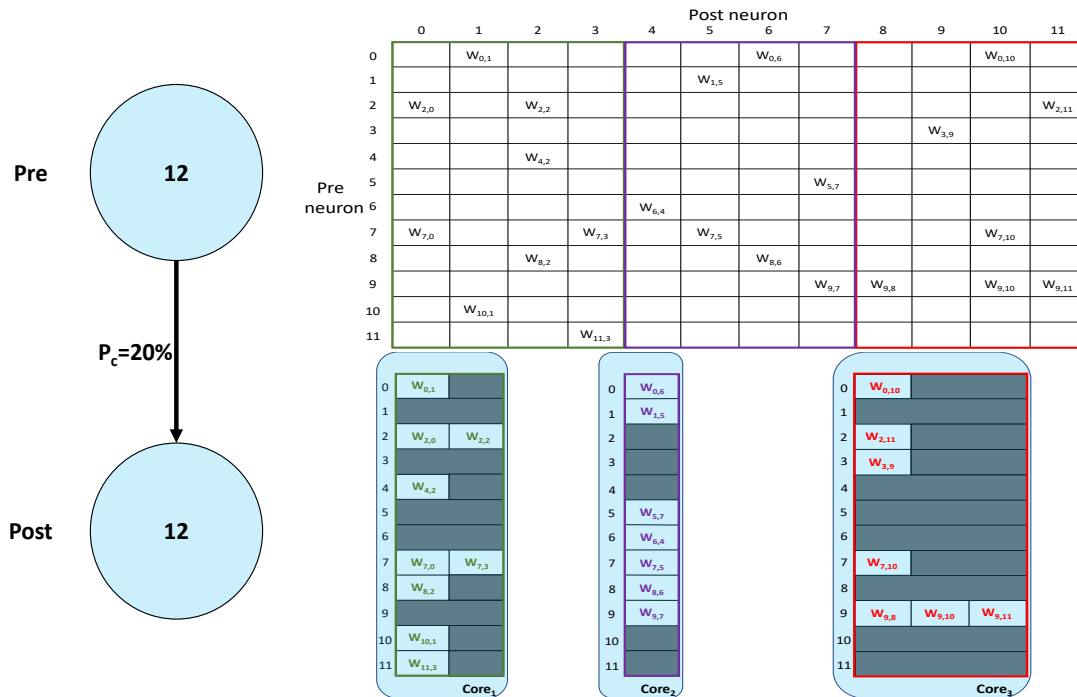 Post neuron
0 1 2 3 4 5 6 7 8 9 10 11
0 W0,1 W0,6 W0,10
1 W1,5
2 W2,0 W2,2 W2,11
3 W3,9
4 W4,2
5 W5,7
6 W6,4
7 W7,0 W7,3 W7,5 W7,10
8 W8,2 W8,6
9 W9,7 W9,8 W9,10 W9,11
10 W10,1
11 W11,3
Pre
neuron
Pre
12
Pc=20%
Post
12
0 W0,1
1
2 W2,0 W2,2
3
4 W4,2
5
6
7 W7,0 W7,3
8 W8,2
9
10 W10,1
11 W11,3
Core1
0 W0,6
1 W1,5
2
3
4
5 W5,7
6 W6,4
7 W7,5
8 W8,6
9 W9,7
10
11
Core2
0 W0,10
1
2 W2,11
3 W3,9
4
5
6
7 W7,10
8
9 W9,8 W9,10 W9,11
10
11
Core3